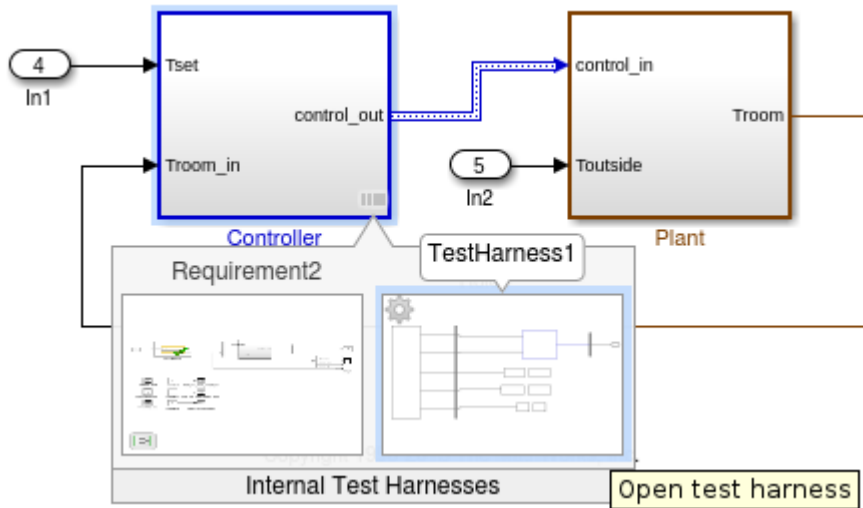 4
Tset
control_in
In1
control_out
Troom
Troom_in
5
Toutside
In2
Controller
Plant
Requirement2
TestHarness1
Internal Test Harnesses
Open test harness